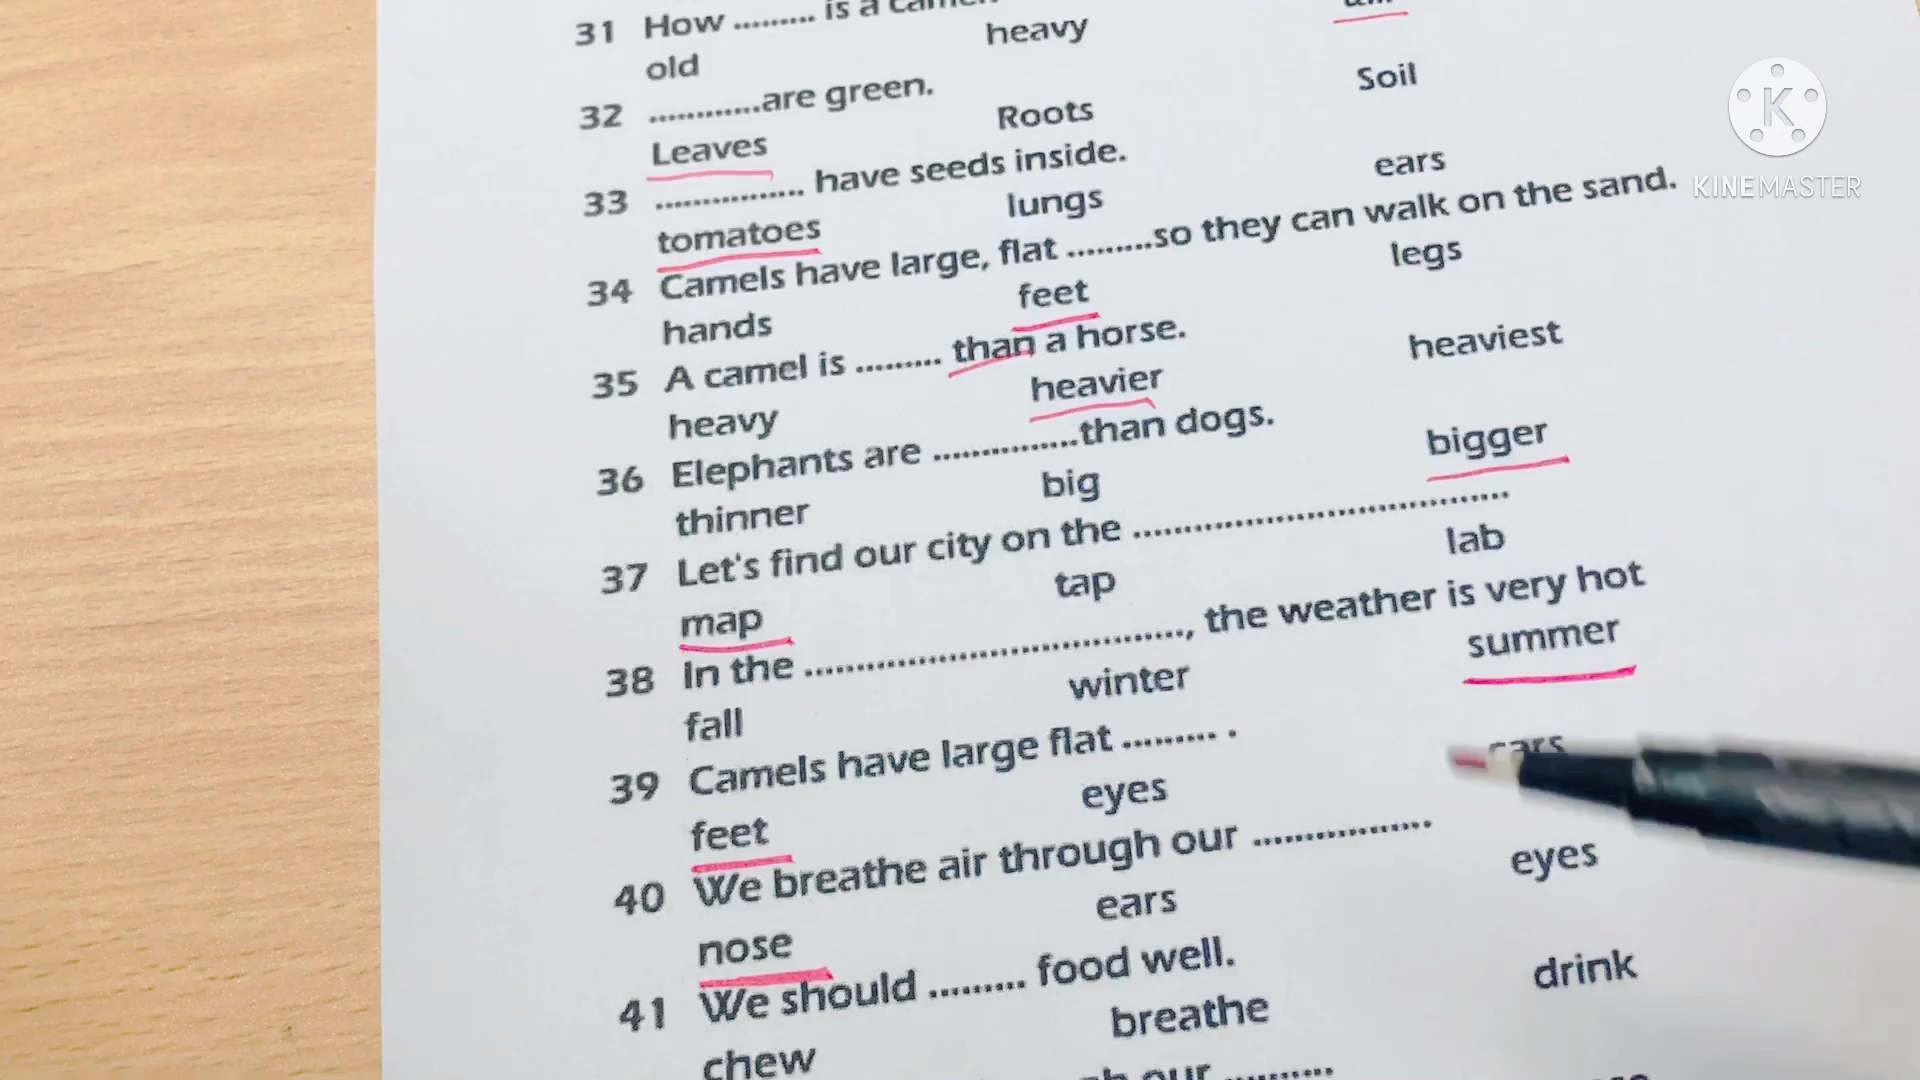 31 How ......... is a
old heavy
32 ............are green. Soil
Leaves Roots
33 ................ have seeds inside. ears
tomatoes lungs
34 Camels have large, flat .........so they can walk on the sand.
hands feet legs
35 A camel is ......... than a horse.
heavy heavier heaviest
36 Elephants are ...............than dogs.
thinner big bigger
37 Let's find our city on the .....................................
map tap lab
38 In the ......................................, the weather is very hot
fall winter summer
39 Camels have large flat ......... .
feet eyes
40 We breathe air through our ..................
nose ears eyes
41 We should .......... food well.
chew breathe drink
our ...........
K
KINEMASTER